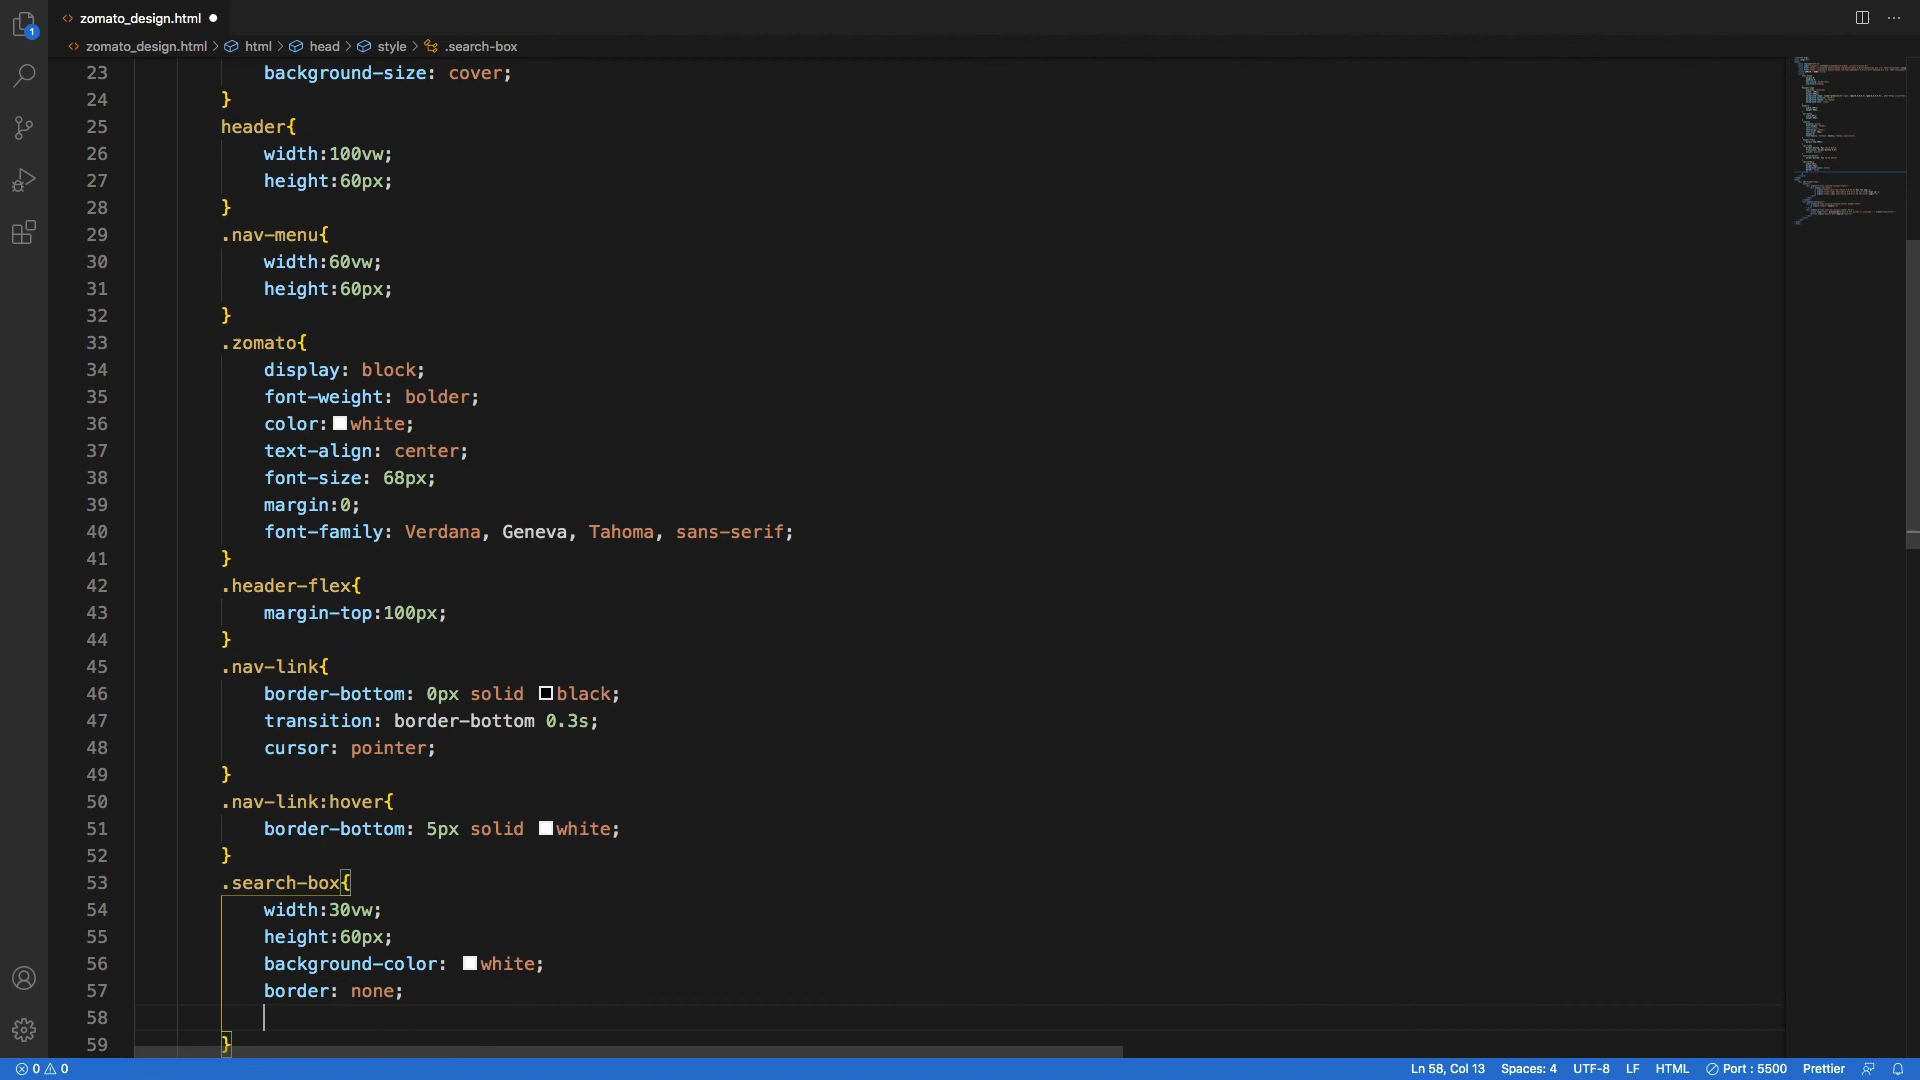 1
zomato_design.html
zomato_design.html > html > head > style > .search-box
23 background-size: cover;
24 }
25 header{
26 width:100vw;
27 height:60px;
28 }
29 .nav-menu{
30 width:60vw;
31 height:60px;
32 }
33 .zomato{
34 display: block;
35 font-weight: bolder;
36 color: white;
37 text-align: center;
38 font-size: 68px;
39 margin:0;
40 font-family: Verdana, Geneva, Tahoma, sans-serif;
41 }
42 .header-flex{
43 margin-top:100px;
44 }
45 .nav-link{
46 border-bottom: 0px solid black;
47 transition: border-bottom 0.3s;
48 cursor: pointer;
49 }
50 .nav-link:hover{
51 border-bottom: 5px solid white;
52 }
53 .search-box{
54 width:30vw;
55 height:60px;
56 background-color: white;
57 border: none;
58
59 }
0 0 Ln 58, Col 13 Spaces: 4 UTF-8 LF HTML Port : 5500 Prettier